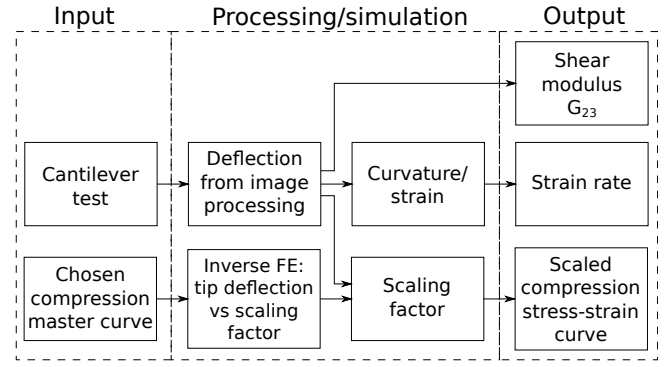 Input
Processing/simulation
Output
Shear
modulus
G₂₃
Cantilever
test
Deflection
from image
processing
Curvature/
strain
Strain rate
Chosen
compression
master curve
Inverse FE:
tip deflection
vs scaling
factor
Scaling
factor
Scaled
compression
stress-strain
curve